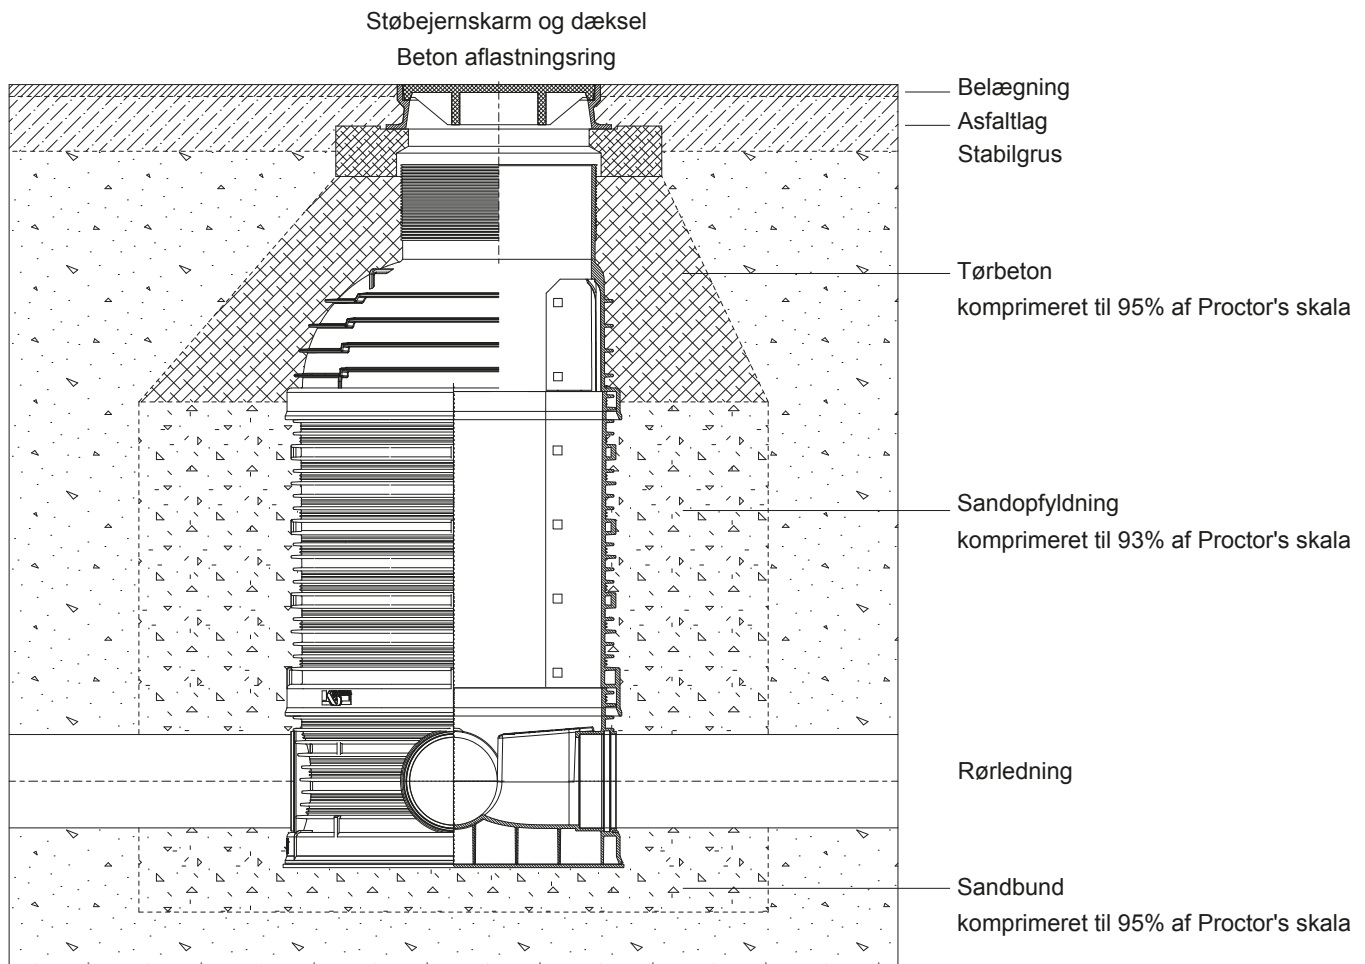 Støbejernskarm og dæksel
Beton aflastningsring
Belægning
Asfaltlag
Stabilgrus
Tørbeton
komprimeret til 95% af Proctor's skala
Sandopfyldning
komprimeret til 93% af Proctor's skala
Rørledning
Sandbund
komprimeret til 95% af Proctor's skala